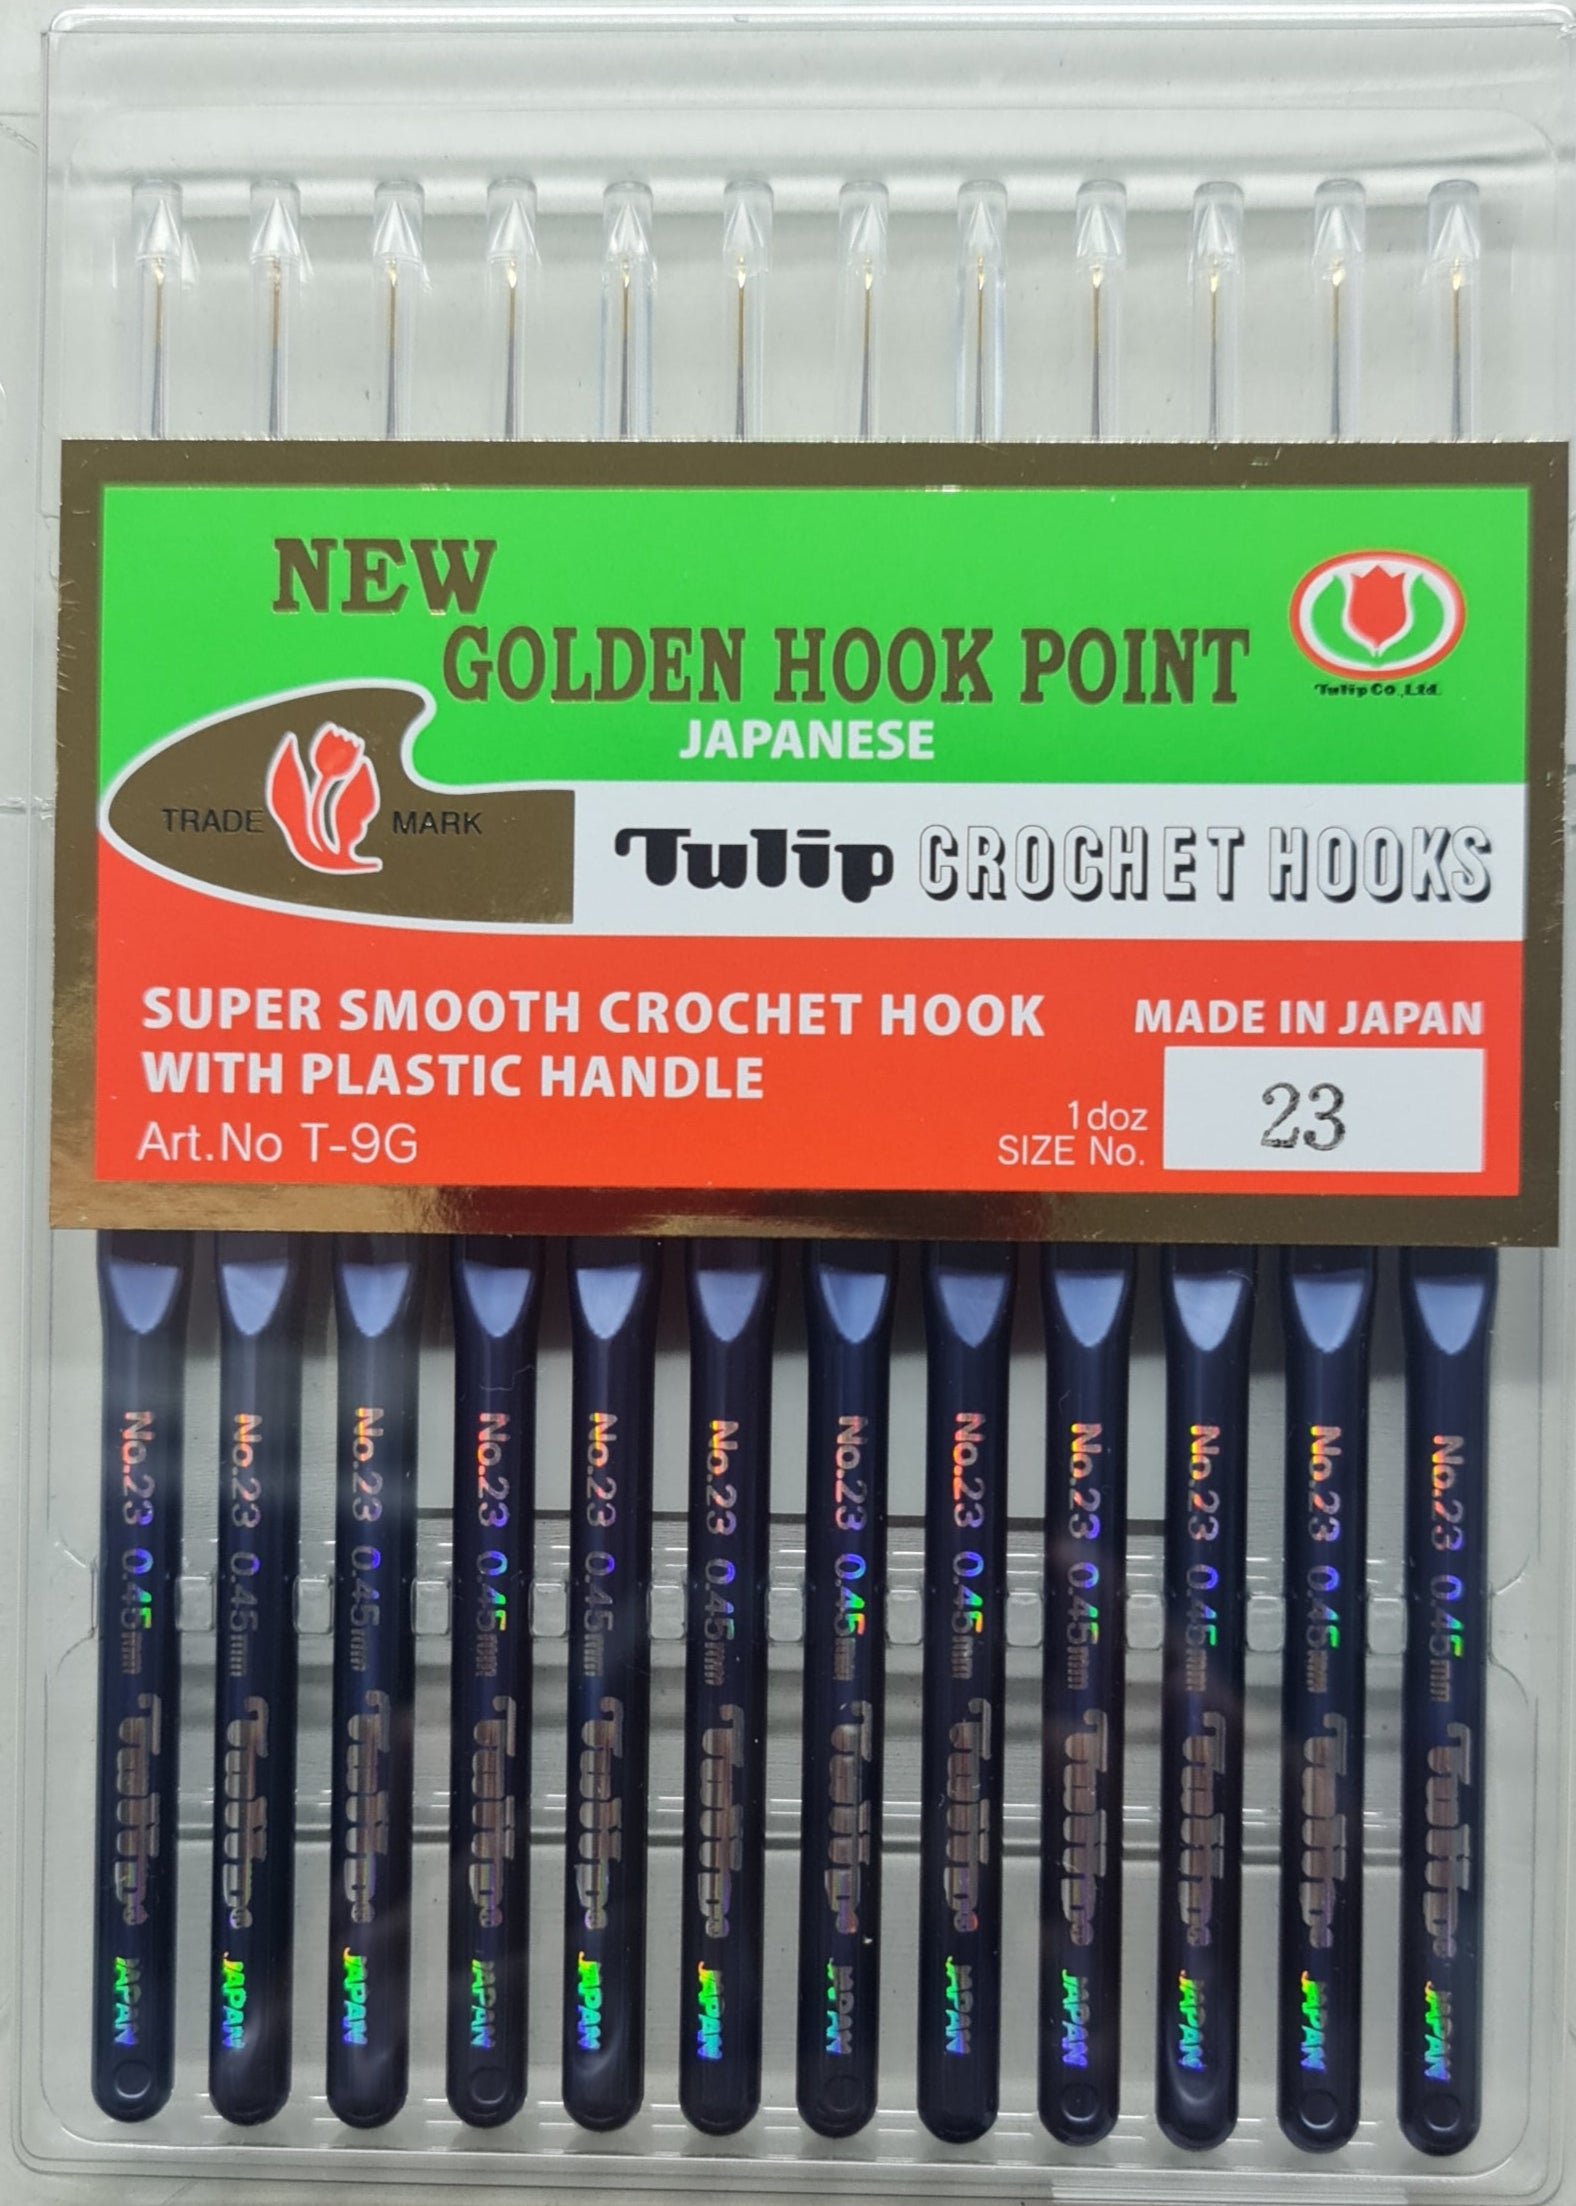 NEW
GOLDEN HOOK POINT
JAPANESE
Tulip Co.,Ltd.
TRADE MARK
Tulip CROCHET HOOKS
SUPER SMOOTH CROCHET HOOK
WITH PLASTIC HANDLE
Art.No T-9G
MADE IN JAPAN
1doz
SIZE No. 23
No.23 0.45mm Tulip JAPAN
No.23 0.45mm Tulip JAPAN
No.23 0.45mm Tulip JAPAN
No.23 0.45mm Tulip JAPAN
No.23 0.45mm Tulip JAPAN
No.23 0.45mm Tulip JAPAN
No.23 0.45mm Tulip JAPAN
No.23 0.45mm Tulip JAPAN
No.23 0.45mm Tulip JAPAN
No.23 0.45mm Tulip JAPAN
No.23 0.45mm Tulip JAPAN
No.23 0.45mm Tulip JAPAN